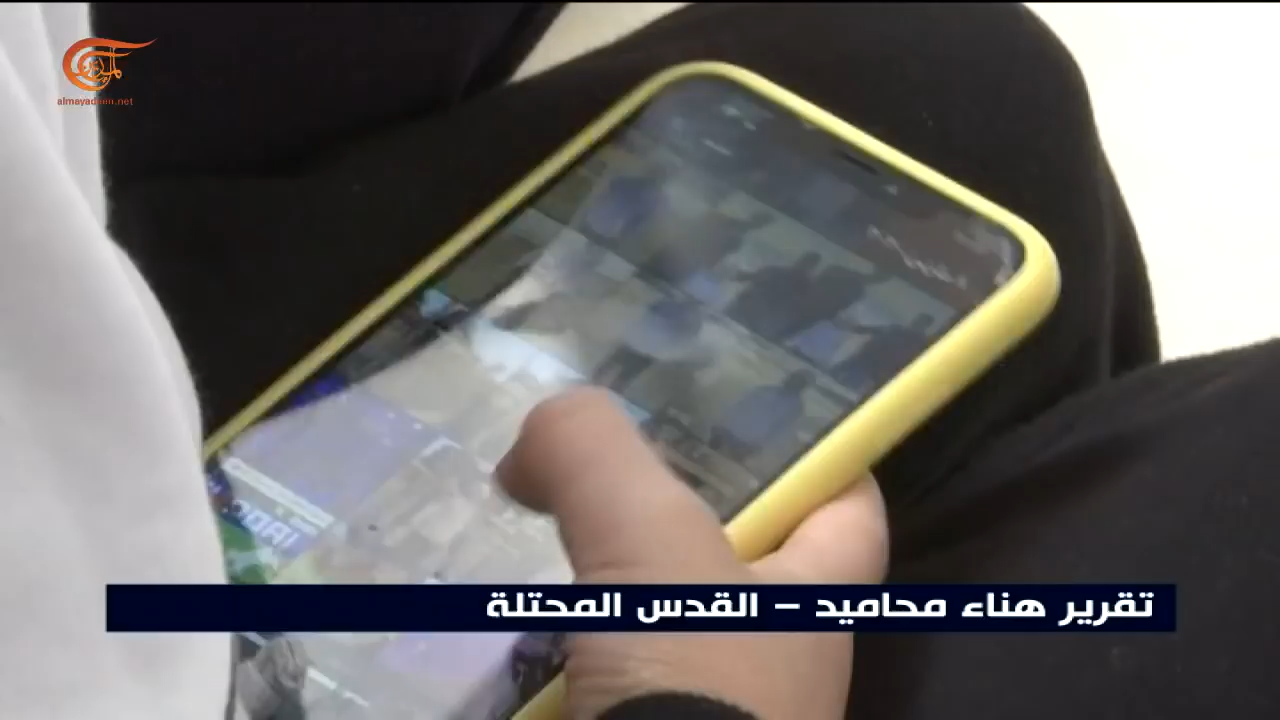 almayadeen.net
تقرير هناء محاميد – القدس المحتلة